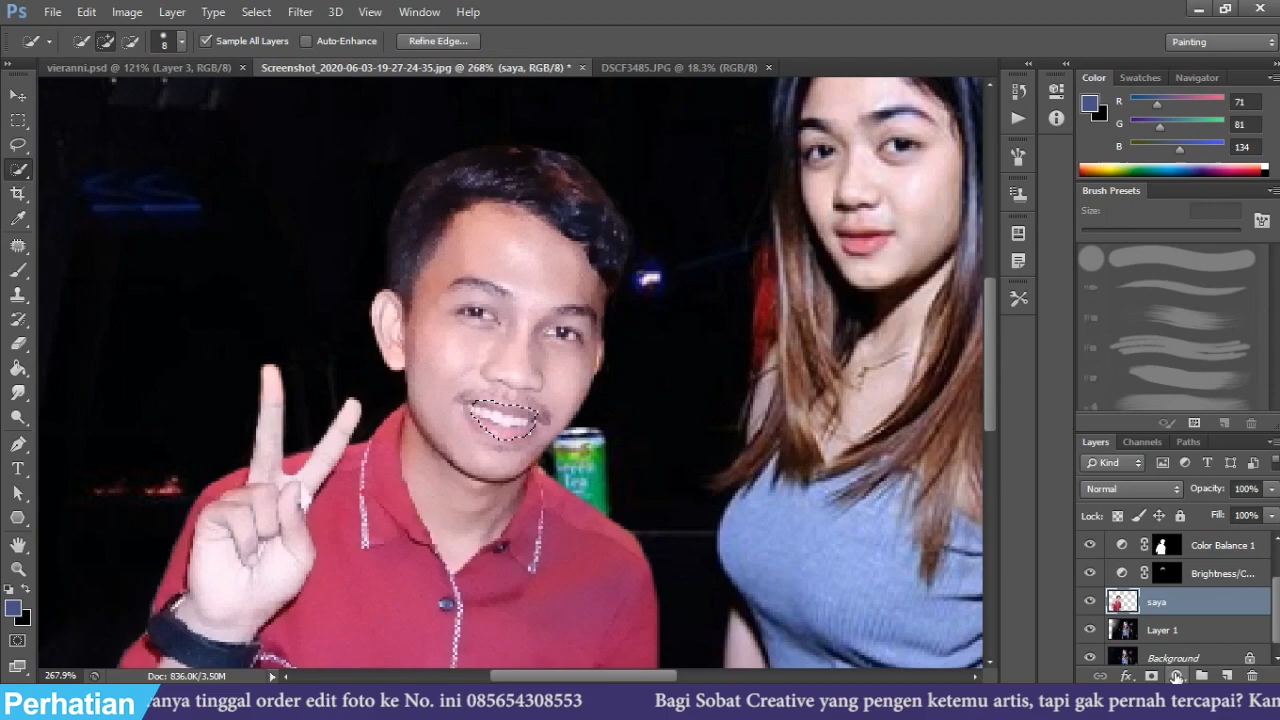 Ps File Edit Image Layer Type Select Filter 3D View Window Help
8 Sample All Layers Auto-Enhance Refine Edge... Painting
vieranni.psd @ 121% (Layer 3, RGB/8) × Screenshot_2020-06-03-19-27-24-35.jpg @ 268% (saya, RGB/8) * × DSCF3485.JPG @ 18.3% (RGB/8) ×
Color Swatches Navigator
R 71
G 81
B 134
Brush Presets
Size:
Green
Tea
Layers Channels Paths
Kind
Normal Opacity: 100%
Lock: Fill: 100%
Color Balance 1
Brightness/C...
saya
Layer 1
Background
267.9% Doc: 836.0K/3.50M
Perhatian ranya tinggal order edit foto ke No. ini 085654308553 Bagi Sobat Creative yang pengen ketemu artis, tapi gak pernah tercapai? Kan